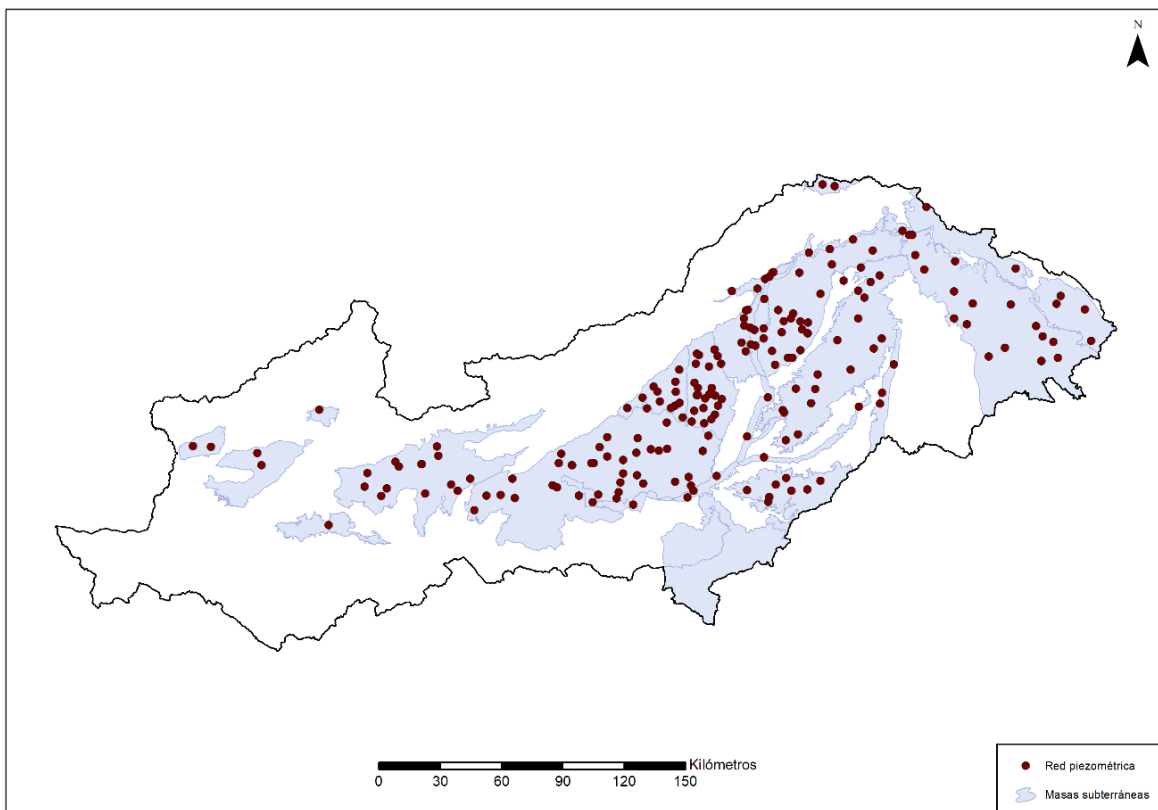 N
Kilómetros
0 30 60 90 120 150
Red piezométrica
Masas subterráneas